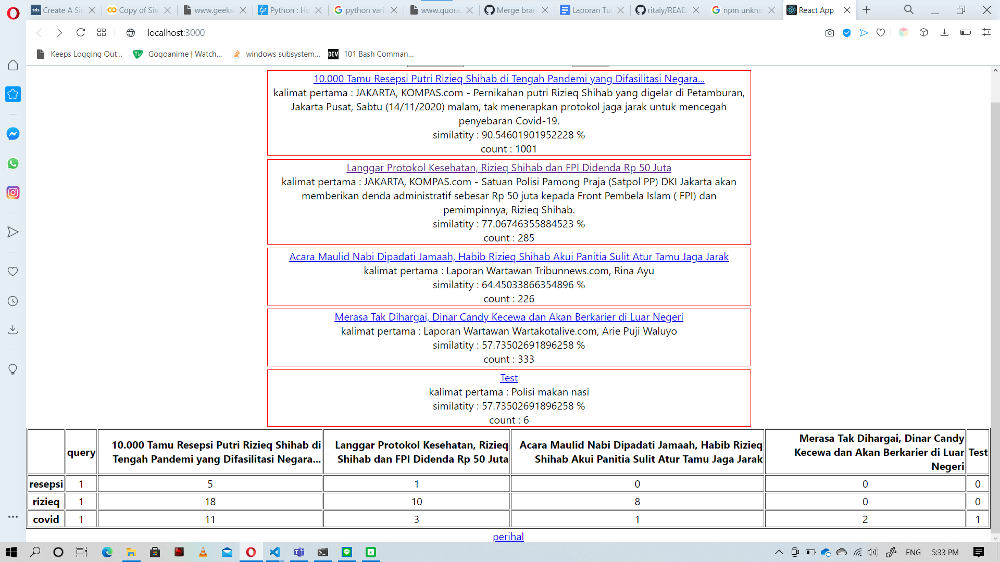 Create A Sin
Copy of Sim
www.geeks
Python : Ho
python vari
www.quora
Merge bran
Laporan Tu
ritaly/READ
npm unkno
React App
localhost:3000
Keeps Logging Out...
Gogoanime | Watch...
windows subsystem...
101 Bash Comman...
10.000 Tamu Resepsi Putri Rizieq Shihab di Tengah Pandemi yang Difasilitasi Negara...
kalimat pertama : JAKARTA, KOMPAS.com - Pernikahan putri Rizieq Shihab yang digelar di Petamburan,
Jakarta Pusat, Sabtu (14/11/2020) malam, tak menerapkan protokol jaga jarak untuk mencegah
penyebaran Covid-19.
similatity : 90.54601901952228 %
count : 1001
Langgar Protokol Kesehatan, Rizieq Shihab dan FPI Didenda Rp 50 Juta
kalimat pertama : JAKARTA, KOMPAS.com - Satuan Polisi Pamong Praja (Satpol PP) DKI Jakarta akan
memberikan denda administratif sebesar Rp 50 juta kepada Front Pembela Islam ( FPI) dan
pemimpinnya, Rizieq Shihab.
similatity : 77.06746355884523 %
count : 285
Acara Maulid Nabi Dipadati Jamaah, Habib Rizieq Shihab Akui Panitia Sulit Atur Tamu Jaga Jarak
kalimat pertama : Laporan Wartawan Tribunnews.com, Rina Ayu
similatity : 64.45033866354896 %
count : 226
Merasa Tak Dihargai, Dinar Candy Kecewa dan Akan Berkarier di Luar Negeri
kalimat pertama : Laporan Wartawan Wartakotalive.com, Arie Puji Waluyo
similatity : 57.73502691896258 %
count : 333
Test
kalimat pertama : Polisi makan nasi
similatity : 57.73502691896258 %
count : 6
query
10.000 Tamu Resepsi Putri Rizieq Shihab di
Tengah Pandemi yang Difasilitasi Negara...
Langgar Protokol Kesehatan, Rizieq
Shihab dan FPI Didenda Rp 50 Juta
Acara Maulid Nabi Dipadati Jamaah, Habib Rizieq
Shihab Akui Panitia Sulit Atur Tamu Jaga Jarak
Merasa Tak Dihargai, Dinar Candy
Kecewa dan Akan Berkarier di Luar
Negeri
Test
resepsi 1 5 1 0 0 0
rizieq 1 18 10 8 0 0
covid 1 11 3 1 2 1
perihal
ENG
5:33 PM